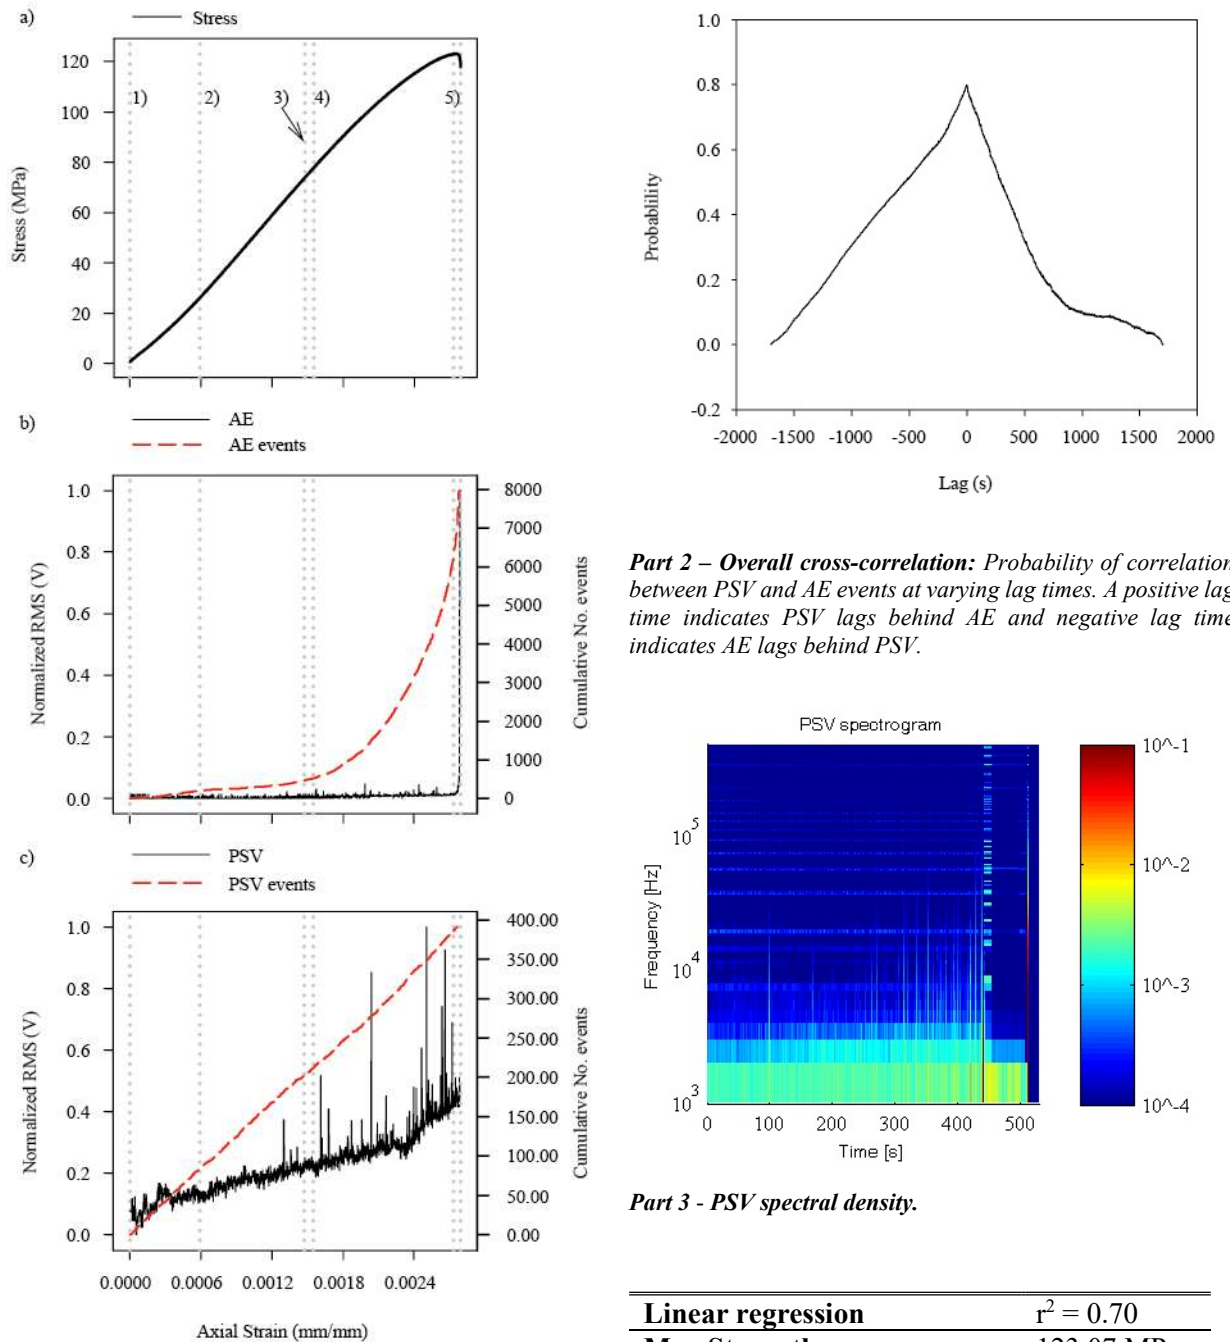 a)
Stress
120
100
80
60
40
20
0
Stress (MPa)
1)
2)
3)
4)
5)
b)
AE
AE events
1.0
0.8
0.6
0.4
0.2
0.0
Normalized RMS (V)
8000
7000
6000
5000
4000
3000
2000
1000
0
Cumulative No. events
c)
PSV
PSV events
1.0
0.8
0.6
0.4
0.2
0.0
Normalized RMS (V)
400.00
350.00
300.00
250.00
200.00
150.00
100.00
50.00
0.00
Cumulative No. events
0.0000 0.0006 0.0012 0.0018 0.0024
Axial Strain (mm/mm)
1.0
0.8
0.6
0.4
0.2
0.0
-0.2
Probablility
-2000 -1500 -1000 -500 0 500 1000 1500 2000
Lag (s)
Part 2 – Overall cross-correlation: Probability of correlation
between PSV and AE events at varying lag times. A positive lag
time indicates PSV lags behind AE and negative lag time
indicates AE lags behind PSV.
PSV spectrogram
10^5
10^4
10^3
Frequency [Hz]
0 100 200 300 400 500
Time [s]
10^-1
10^-2
10^-3
10^-4
Part 3 - PSV spectral density.
Linear regression r² = 0.70